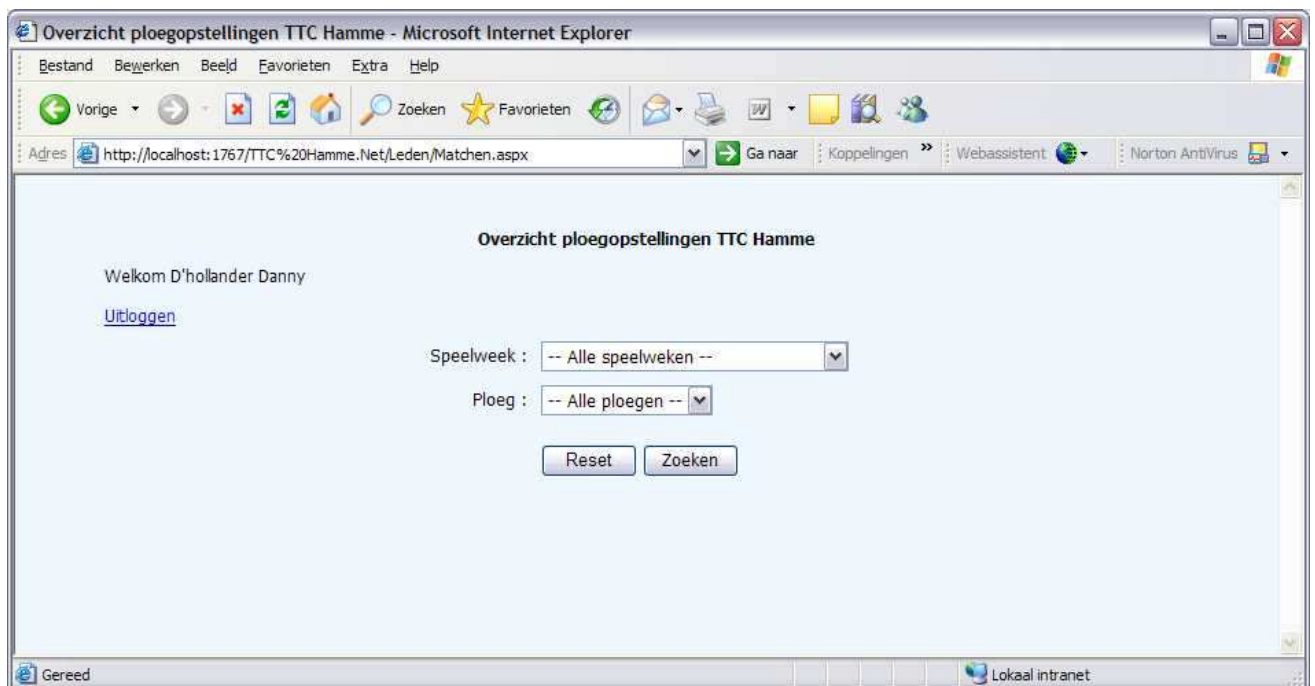 Overzicht ploegopstellingen TTC Hamme - Microsoft Internet Explorer
Bestand Bewerken Beeld Favorieten Extra Help
Vorige Zoeken Favorieten
Adres http://localhost:1767/TTC%20Hamme.Net/Leden/Matchen.aspx Ga naar Koppelingen » Webassistent Norton AntiVirus
Overzicht ploegopstellingen TTC Hamme
Welkom D'hollander Danny
Uitloggen
Speelweek : -- Alle speelweken --
Ploeg : -- Alle ploegen --
Reset Zoeken
Gereed Lokaal intranet